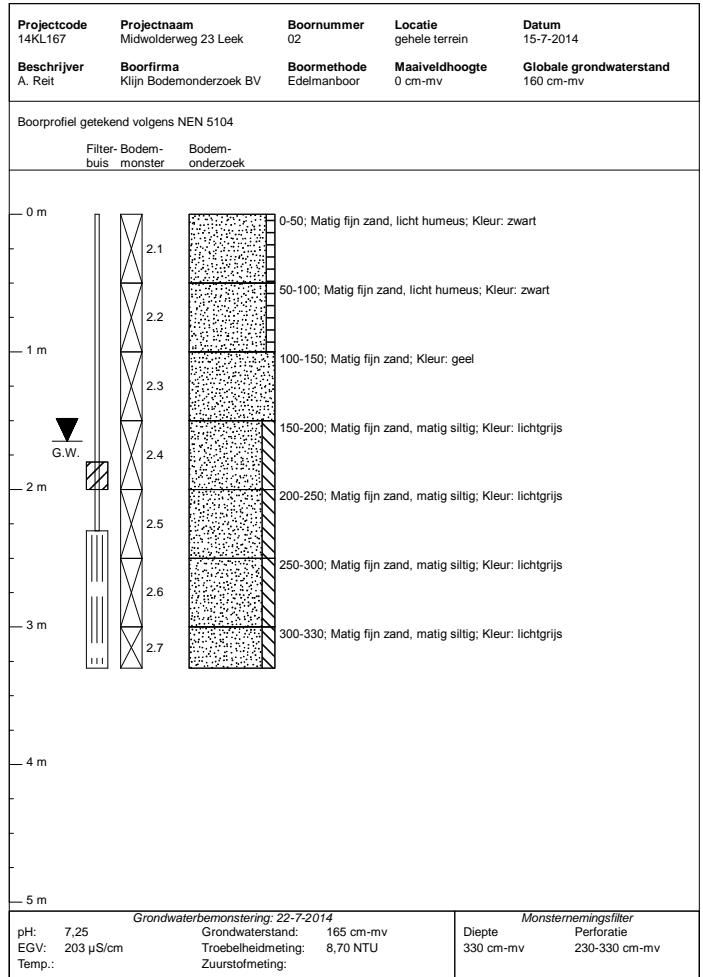 Projectcode Projectnaam Boornummer Locatie Datum
14KL167 Midwolderweg 23 Leek 02 gehele terrein 15-7-2014
Beschrijver Boorfirma Boormethode Maaiveldhoogte Globale grondwaterstand
A. Reit Klijn Bodemonderzoek BV Edelmanboor 0 cm-mv 160 cm-mv
Boorprofiel getekend volgens NEN 5104
Filter- Bodem- Bodem-
buis monster onderzoek
0 m
0-50; Matig fijn zand, licht humeus; Kleur: zwart
2.1
50-100; Matig fijn zand, licht humeus; Kleur: zwart
2.2
1 m
100-150; Matig fijn zand; Kleur: geel
2.3
150-200; Matig fijn zand, matig siltig; Kleur: lichtgrijs
G.W. 2.4
2 m
200-250; Matig fijn zand, matig siltig; Kleur: lichtgrijs
2.5
250-300; Matig fijn zand, matig siltig; Kleur: lichtgrijs
2.6
3 m
300-330; Matig fijn zand, matig siltig; Kleur: lichtgrijs
2.7
4 m
5 m
Grondwaterbemonstering: 22-7-2014
pH: 7,25 Grondwaterstand: 165 cm-mv
EGV: 203 µS/cm Troebelheidmeting: 8,70 NTU
Temp.: Zuurstofmeting:
Monsternemingsfilter
Diepte Perforatie
330 cm-mv 230-330 cm-mv